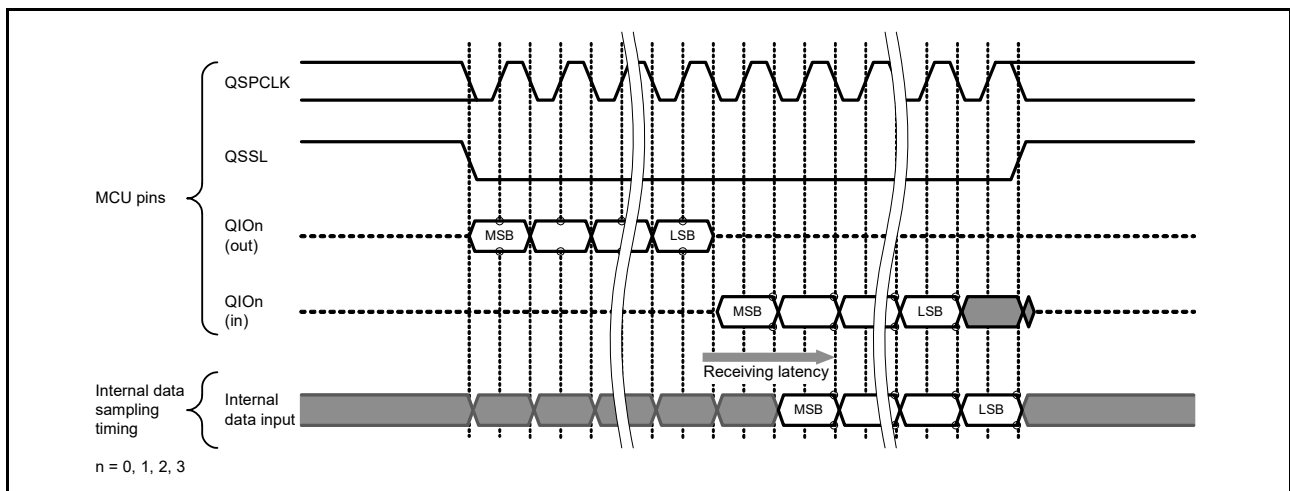 QSPCLK
QSSL
MCU pins
QIOn
(out)
MSB
LSB
QIOn
(in)
MSB
LSB
Receiving latency
Internal data
sampling
timing
Internal
data input
MSB
LSB
n = 0, 1, 2, 3